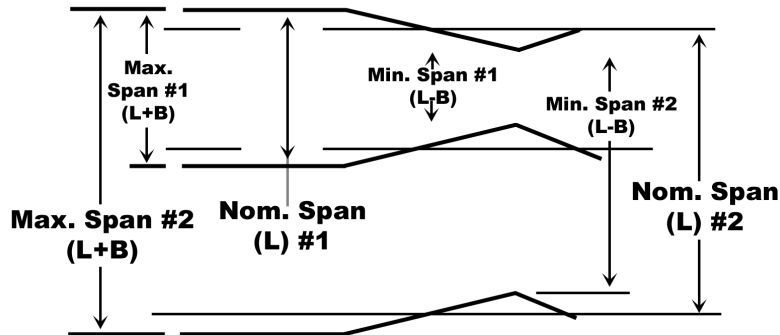 Max.
Span #1
(L+B)
Min. Span #1
(L-B)
Min. Span #2
(L-B)
Max. Span #2
(L+B)
Nom. Span
(L) #1
Nom. Span
(L) #2